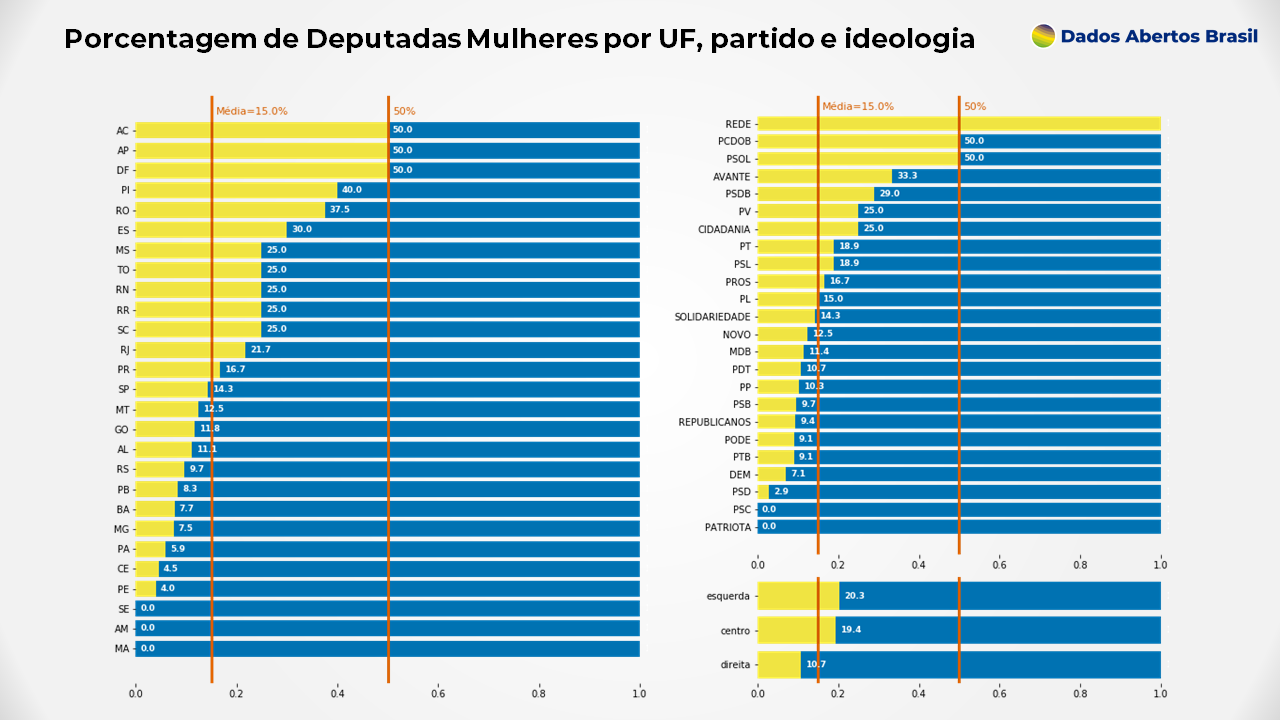 Porcentagem de Deputadas Mulheres por UF, partido e ideologia
Dados Abertos Brasil
Média=15.0%
50%
AC 50.0
AP 50.0
DF 50.0
PI 40.0
RO 37.5
ES 30.0
MS 25.0
TO 25.0
RN 25.0
RR 25.0
SC 25.0
RJ 21.7
PR 16.7
SP 14.3
MT 12.5
GO 11.8
AL 11.1
RS 9.7
PB 8.3
BA 7.7
MG 7.5
PA 5.9
CE 4.5
PE 4.0
SE 0.0
AM 0.0
MA 0.0
0.0 0.2 0.4 0.6 0.8 1.0
Média=15.0%
50%
REDE
PCDOB 50.0
PSOL 50.0
AVANTE 33.3
PSDB 29.0
PV 25.0
CIDADANIA 25.0
PT 18.9
PSL 18.9
PROS 16.7
PL 15.0
SOLIDARIEDADE 14.3
NOVO 12.5
MDB 11.4
PDT 10.7
PP 10.3
PSB 9.7
REPUBLICANOS 9.4
PODE 9.1
PTB 9.1
DEM 7.1
PSD 2.9
PSC 0.0
PATRIOTA 0.0
0.0 0.2 0.4 0.6 0.8 1.0
esquerda 20.3
centro 19.4
direita 10.7
0.0 0.2 0.4 0.6 0.8 1.0